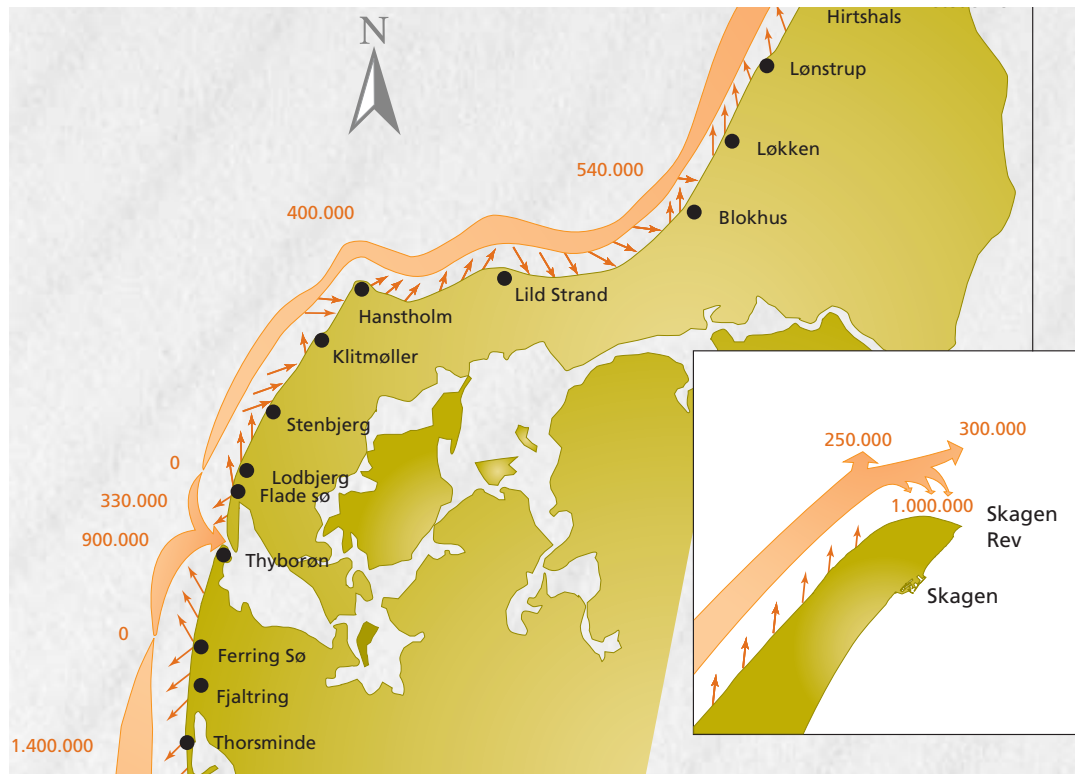 Hirtshals
N
Lønstrup
Løkken
540.000
Blokhus
400.000
Lild Strand
Hanstholm
Klitmøller
Stenbjerg
0
Lodbjerg
Flade sø
330.000
900.000
Thyborøn
0
Ferring Sø
Fjaltring
1.400.000
Thorsminde
250.000
300.000
1.000.000
Skagen
Rev
Skagen